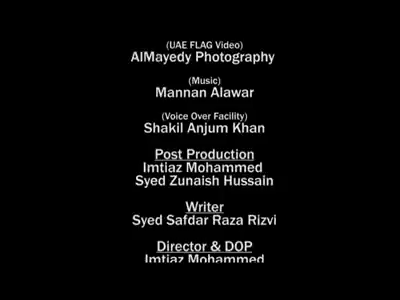 (UAE FLAG Video)
AlMayedy Photography
(Music)
Mannan Alawar
(Voice Over Facility)
Shakil Anjum Khan
Post Production
Imtiaz Mohammed
Syed Zunaish Hussain
Writer
Syed Safdar Raza Rizvi
Director & DOP
Imtiaz Mohammed